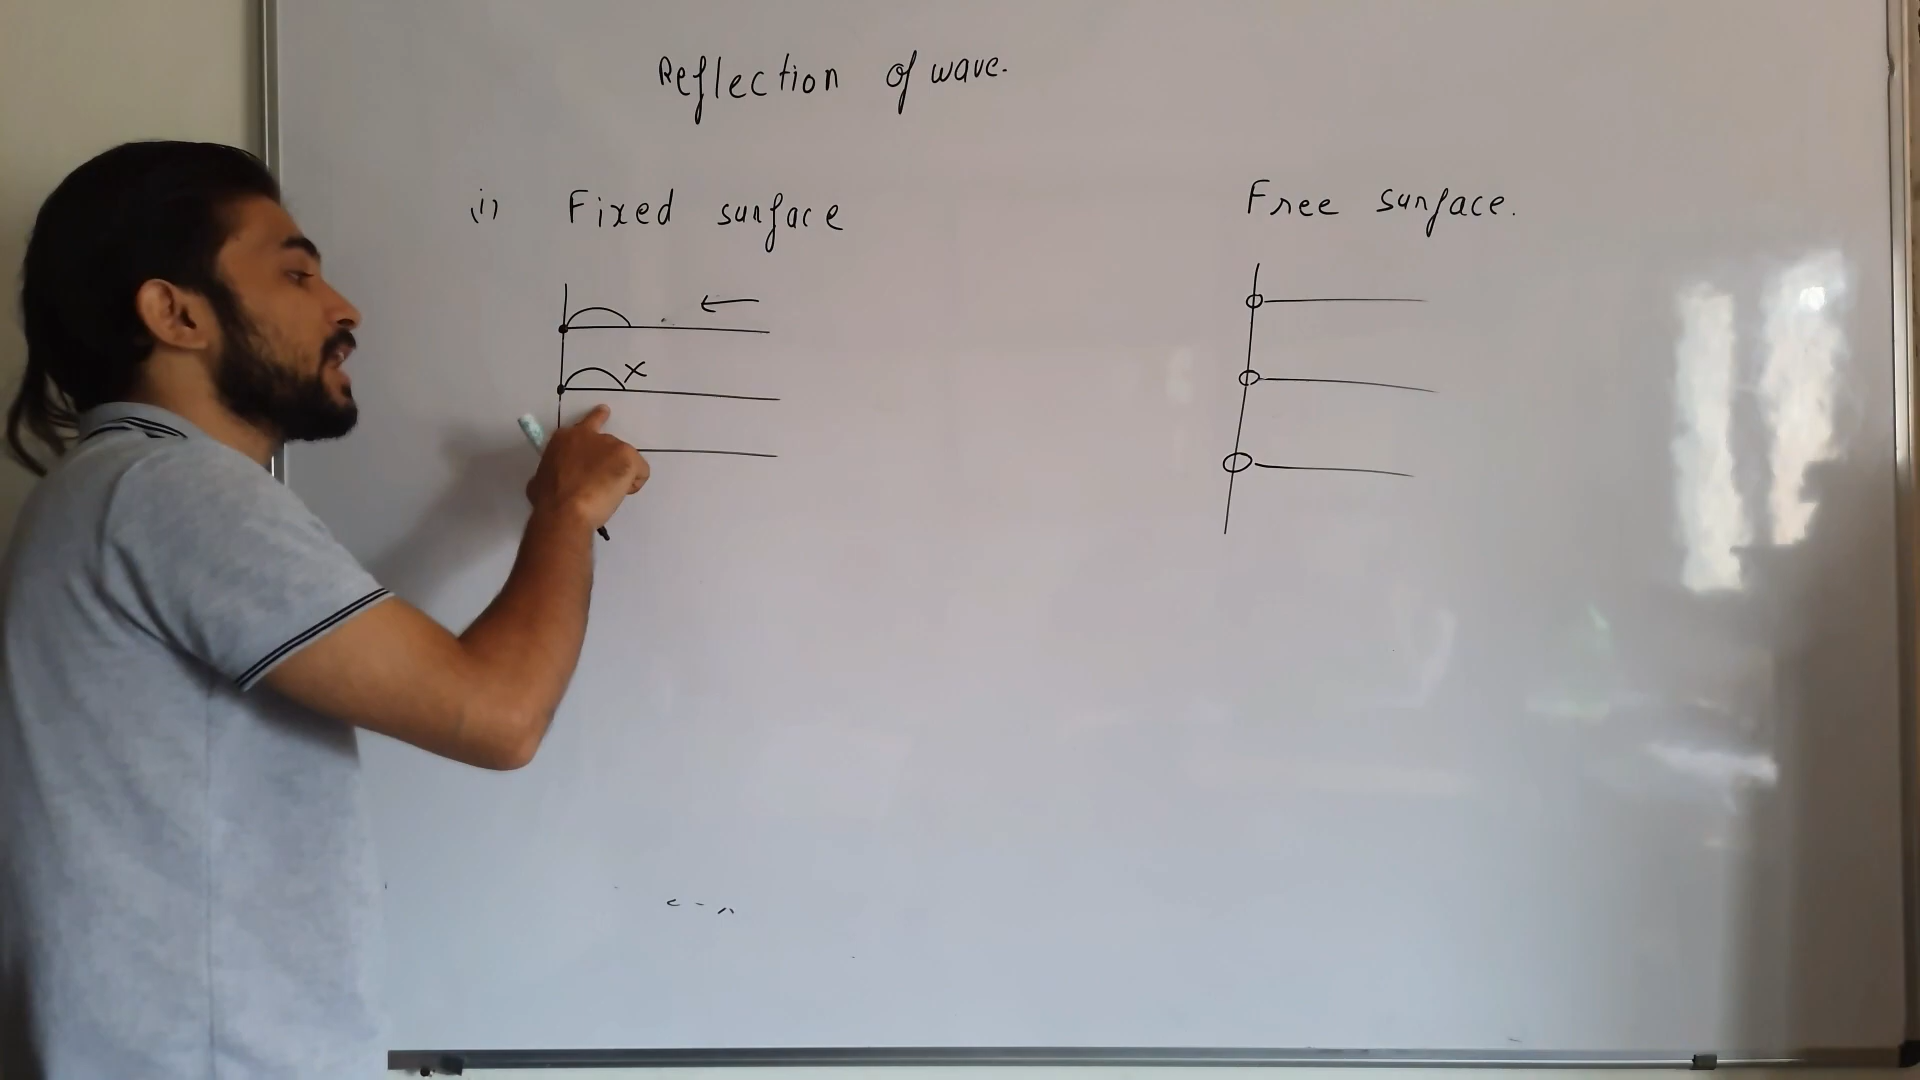 Reflection of wave.
(i) Fixed surface
Free surface.
x